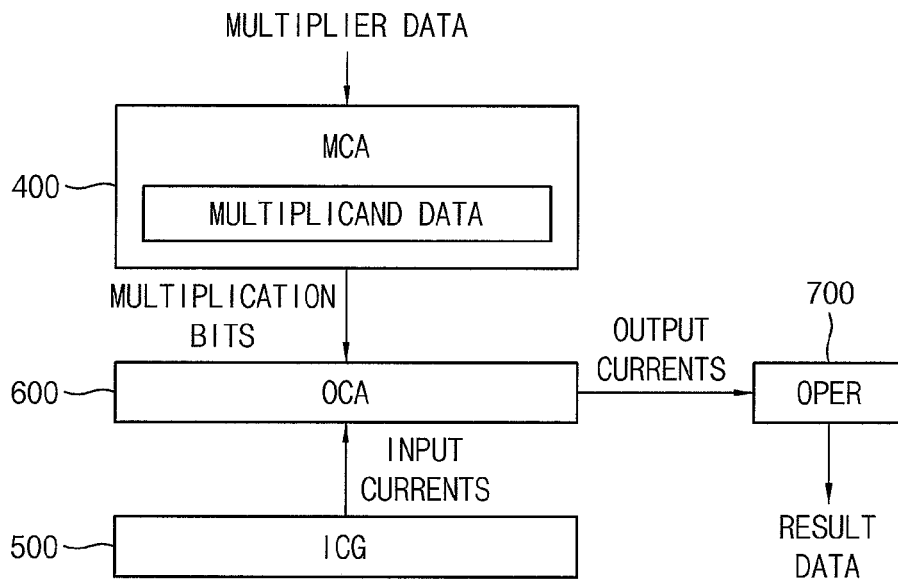 MULTIPLIER DATA
MCA
400
MULTIPLICAND DATA
MULTIPLICATION
BITS
700
OUTPUT
CURRENTS
600
OCA
OPER
INPUT
CURRENTS
500
ICG
RESULT
DATA